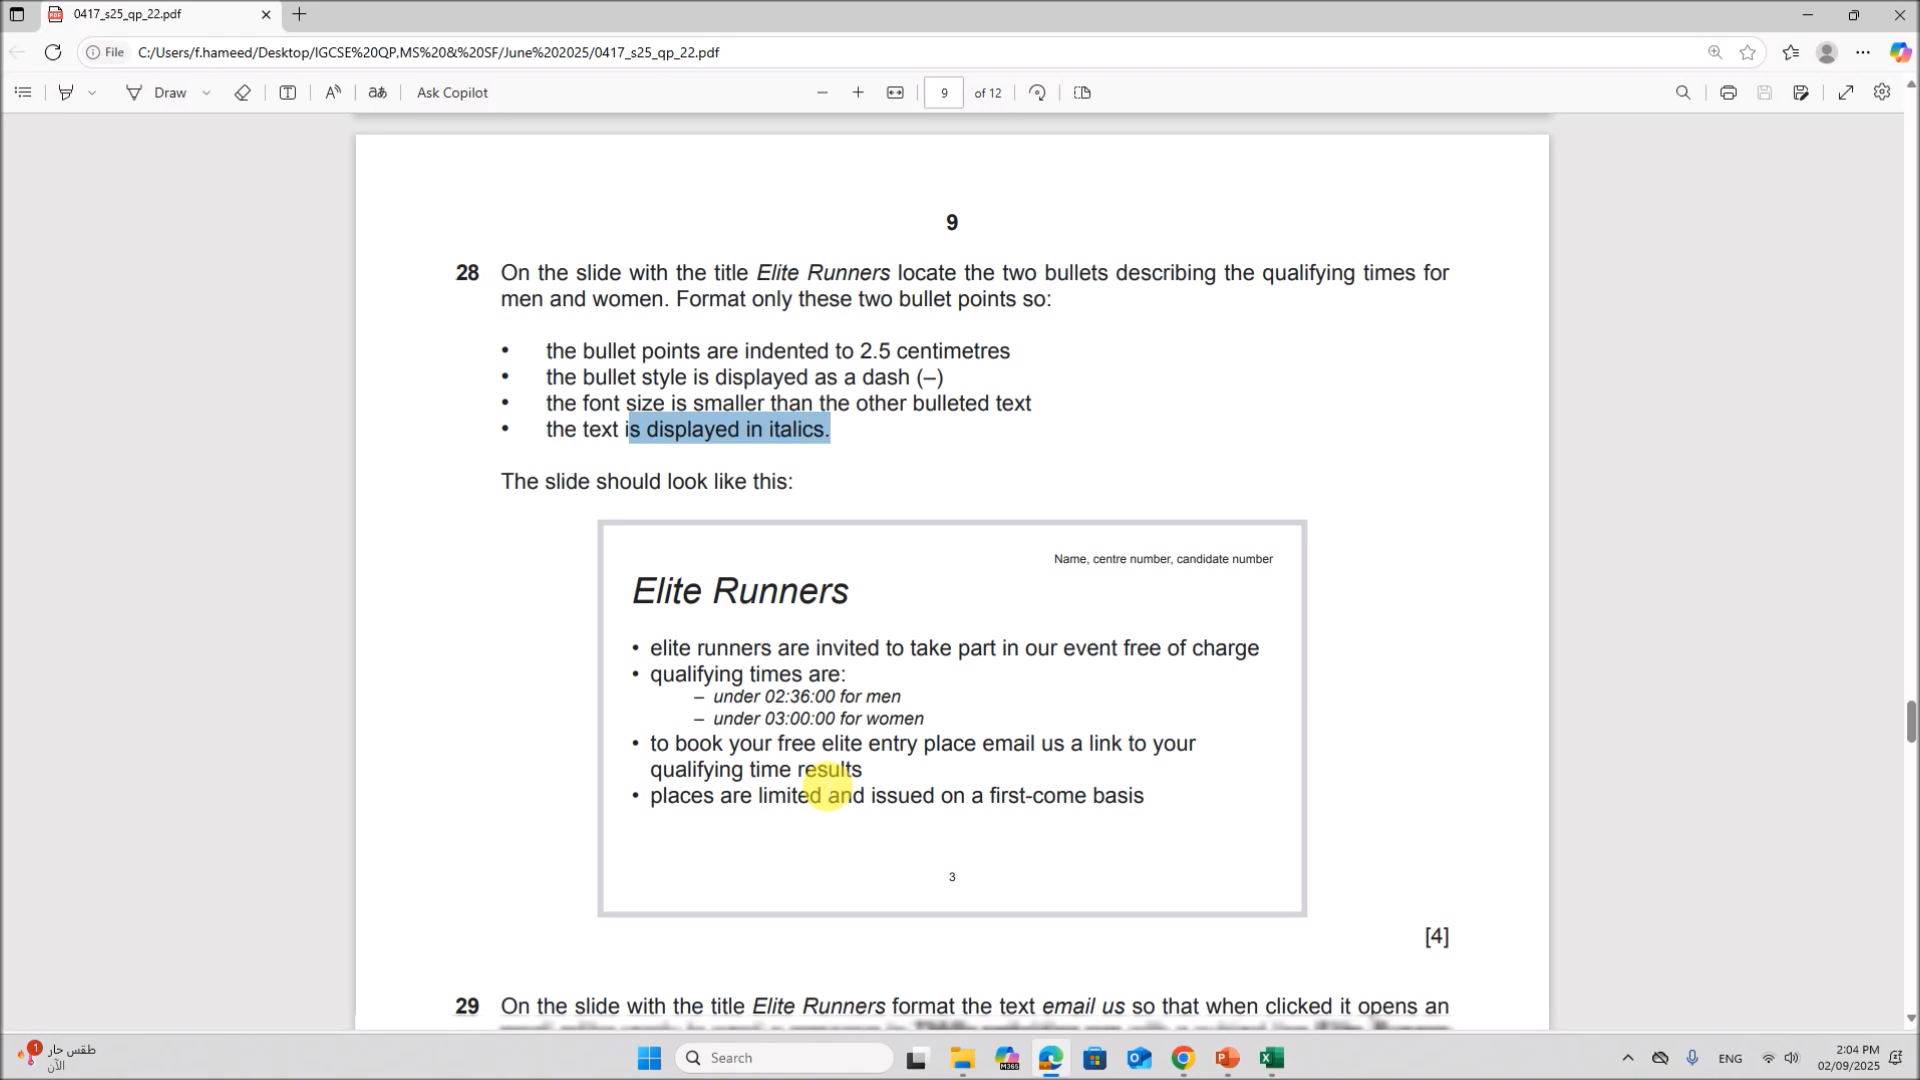 0417_s25_qp_22.pdf
File C:/Users/f.hameed/Desktop/IGCSE%20QP,MS%20&%20SF/June%202025/0417_s25_qp_22.pdf
Draw Ask Copilot 9 of 12
9
28 On the slide with the title Elite Runners locate the two bullets describing the qualifying times for
men and women. Format only these two bullet points so:
• the bullet points are indented to 2.5 centimetres
• the bullet style is displayed as a dash (–)
• the font size is smaller than the other bulleted text
• the text is displayed in italics.
The slide should look like this:
Name, centre number, candidate number
Elite Runners
• elite runners are invited to take part in our event free of charge
• qualifying times are:
– under 02:36:00 for men
– under 03:00:00 for women
• to book your free elite entry place email us a link to your
qualifying time results
• places are limited and issued on a first-come basis
3
[4]
29 On the slide with the title Elite Runners format the text email us so that when clicked it opens an
طقس حار
الآن
1
Search
M365
ENG
2:04 PM
02/09/2025